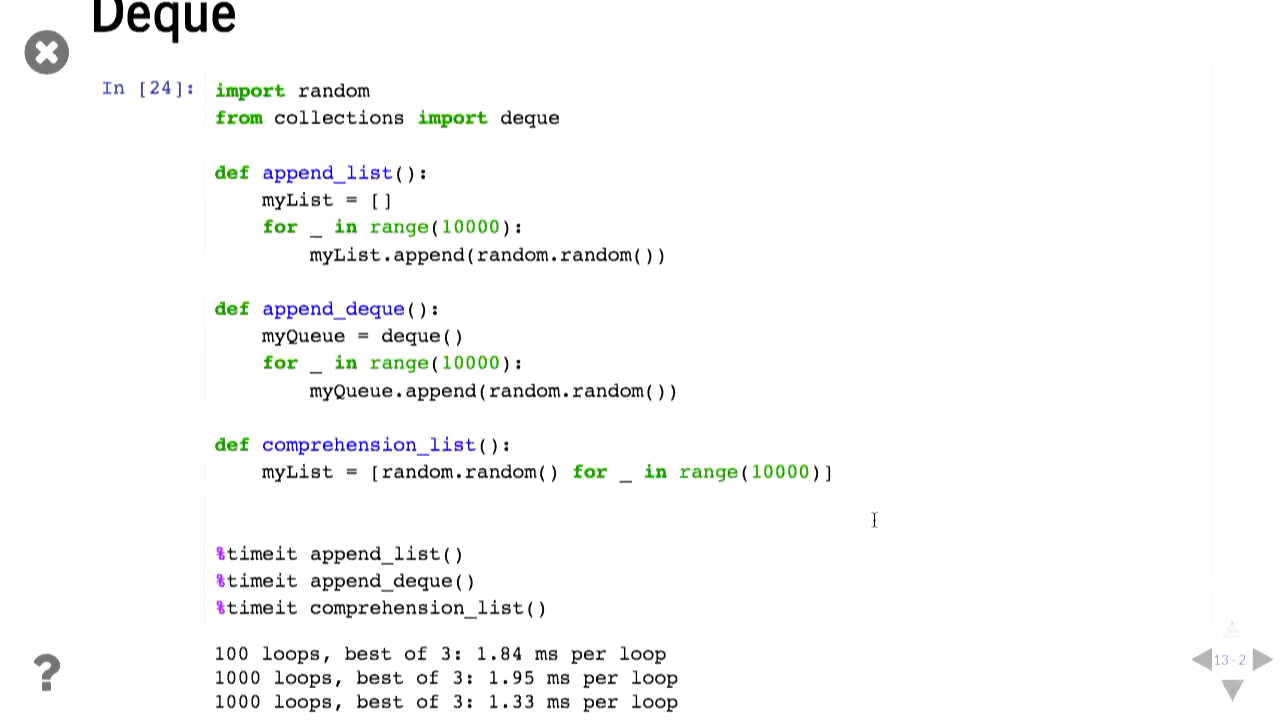 Deque
In [24]: import random
from collections import deque
def append_list():
    myList = []
    for _ in range(10000):
        myList.append(random.random())
def append_deque():
    myQueue = deque()
    for _ in range(10000):
        myQueue.append(random.random())
def comprehension_list():
    myList = [random.random() for _ in range(10000)]
%timeit append_list()
%timeit append_deque()
%timeit comprehension_list()
100 loops, best of 3: 1.84 ms per loop
1000 loops, best of 3: 1.95 ms per loop
1000 loops, best of 3: 1.33 ms per loop
?
13-2